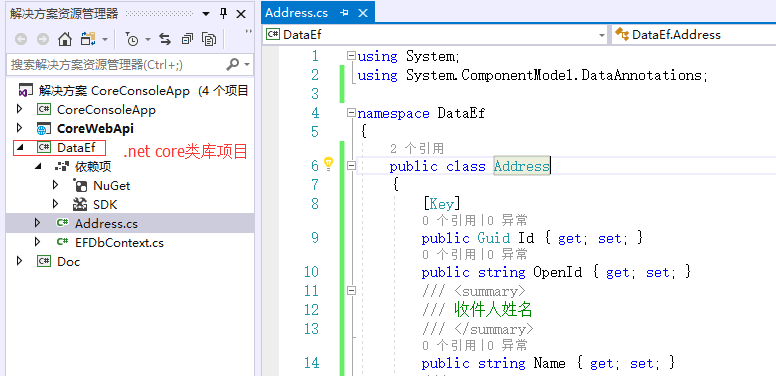 解决方案资源管理器
搜索解决方案资源管理器(Ctrl+;)
解决方案 CoreConsoleApp (4 个项目
CoreConsoleApp
CoreWebApi
DataEf
.net core类库项目
依赖项
NuGet
SDK
Address.cs
EFDbContext.cs
Doc
Address.cs
DataEf
DataEf.Address
1 using System;
2 using System.ComponentModel.DataAnnotations;
3
4 namespace DataEf
5 {
2 个引用
6 public class Address
7 {
8 [Key]
0 个引用|0 异常
9 public Guid Id { get; set; }
0 个引用|0 异常
10 public string OpenId { get; set; }
11 /// <summary>
12 /// 收件人姓名
13 /// </summary>
0 个引用|0 异常
14 public string Name { get; set; }